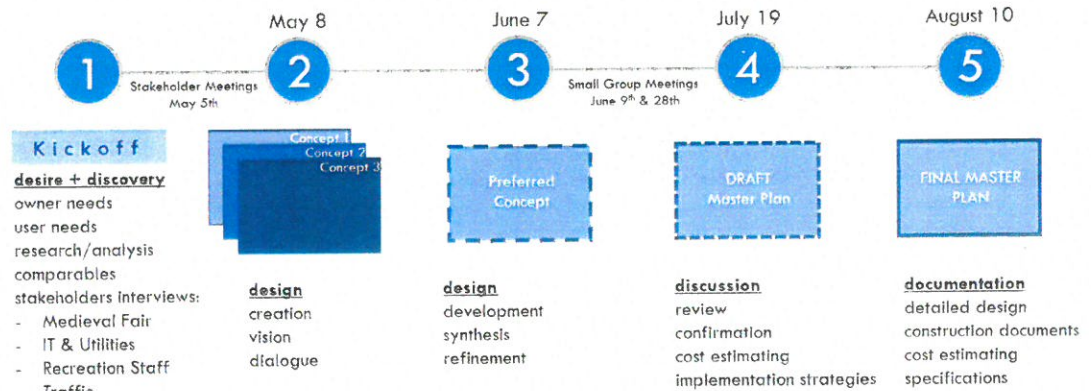 May 8
June 7
July 19
August 10
1
2
3
4
5
Stakeholder Meetings
May 5th
Small Group Meetings
June 9th & 28th
Kickoff
desire + discovery
owner needs
user needs
research/analysis
comparables
stakeholders interviews:
- Medieval Fair
- IT & Utilities
- Recreation Staff
Traffic
Concept 1
Concept 2
Concept 3
design
creation
vision
dialogue
Preferred
Concept
design
development
synthesis
refinement
DRAFT
Master Plan
discussion
review
confirmation
cost estimating
implementation strategies
FINAL MASTER
PLAN
documentation
detailed design
construction documents
cost estimating
specifications